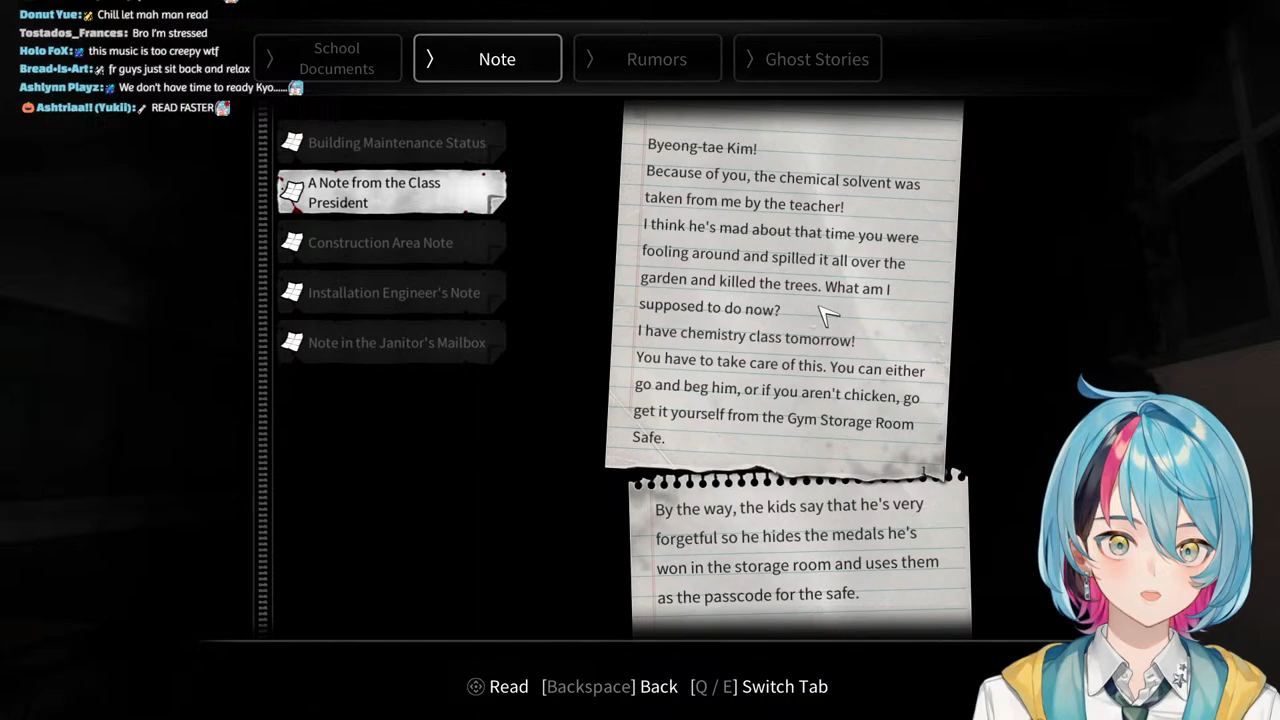 Donut Yue: Chill let mah man read
Tostados_Frances: Bro I'm stressed
Holo FoX: this music is too creepy wtf
Bread•Is•Art: fr guys just sit back and relax
Ashlynn Playz: We don't have time to ready Kyo......
Ashtriaa!! (Yukii): READ FASTER
School
Documents
Note
Rumors
Ghost Stories
Building Maintenance Status
A Note from the Class
President
Construction Area Note
Installation Engineer's Note
Note in the Janitor's Mailbox
Byeong-tae Kim!
Because of you, the chemical solvent was
taken from me by the teacher!
I think he's mad about that time you were
fooling around and spilled it all over the
garden and killed the trees. What am I
supposed to do now?
I have chemistry class tomorrow!
You have to take care of this. You can either
go and beg him, or if you aren't chicken, go
get it yourself from the Gym Storage Room
Safe.
By the way, the kids say that he's very
forgetful so he hides the medals he's
won in the storage room and uses them
as the passcode for the safe.
Read [Backspace] Back [Q / E] Switch Tab